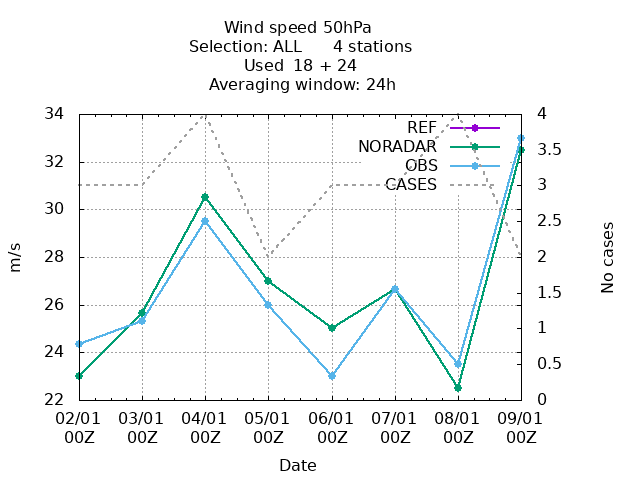 Wind speed 50hPa
Selection: ALL 4 stations
Used 18 + 24
Averaging window: 24h
34 4
REF
NORADAR
OBS
CASES
32 3.5
30 3
28 2.5
26 2
24 1.5
22 1
0.5
0
m/s
No cases
02/01 03/01 04/01 05/01 06/01 07/01 08/01 09/01
00Z 00Z 00Z 00Z 00Z 00Z 00Z 00Z
Date